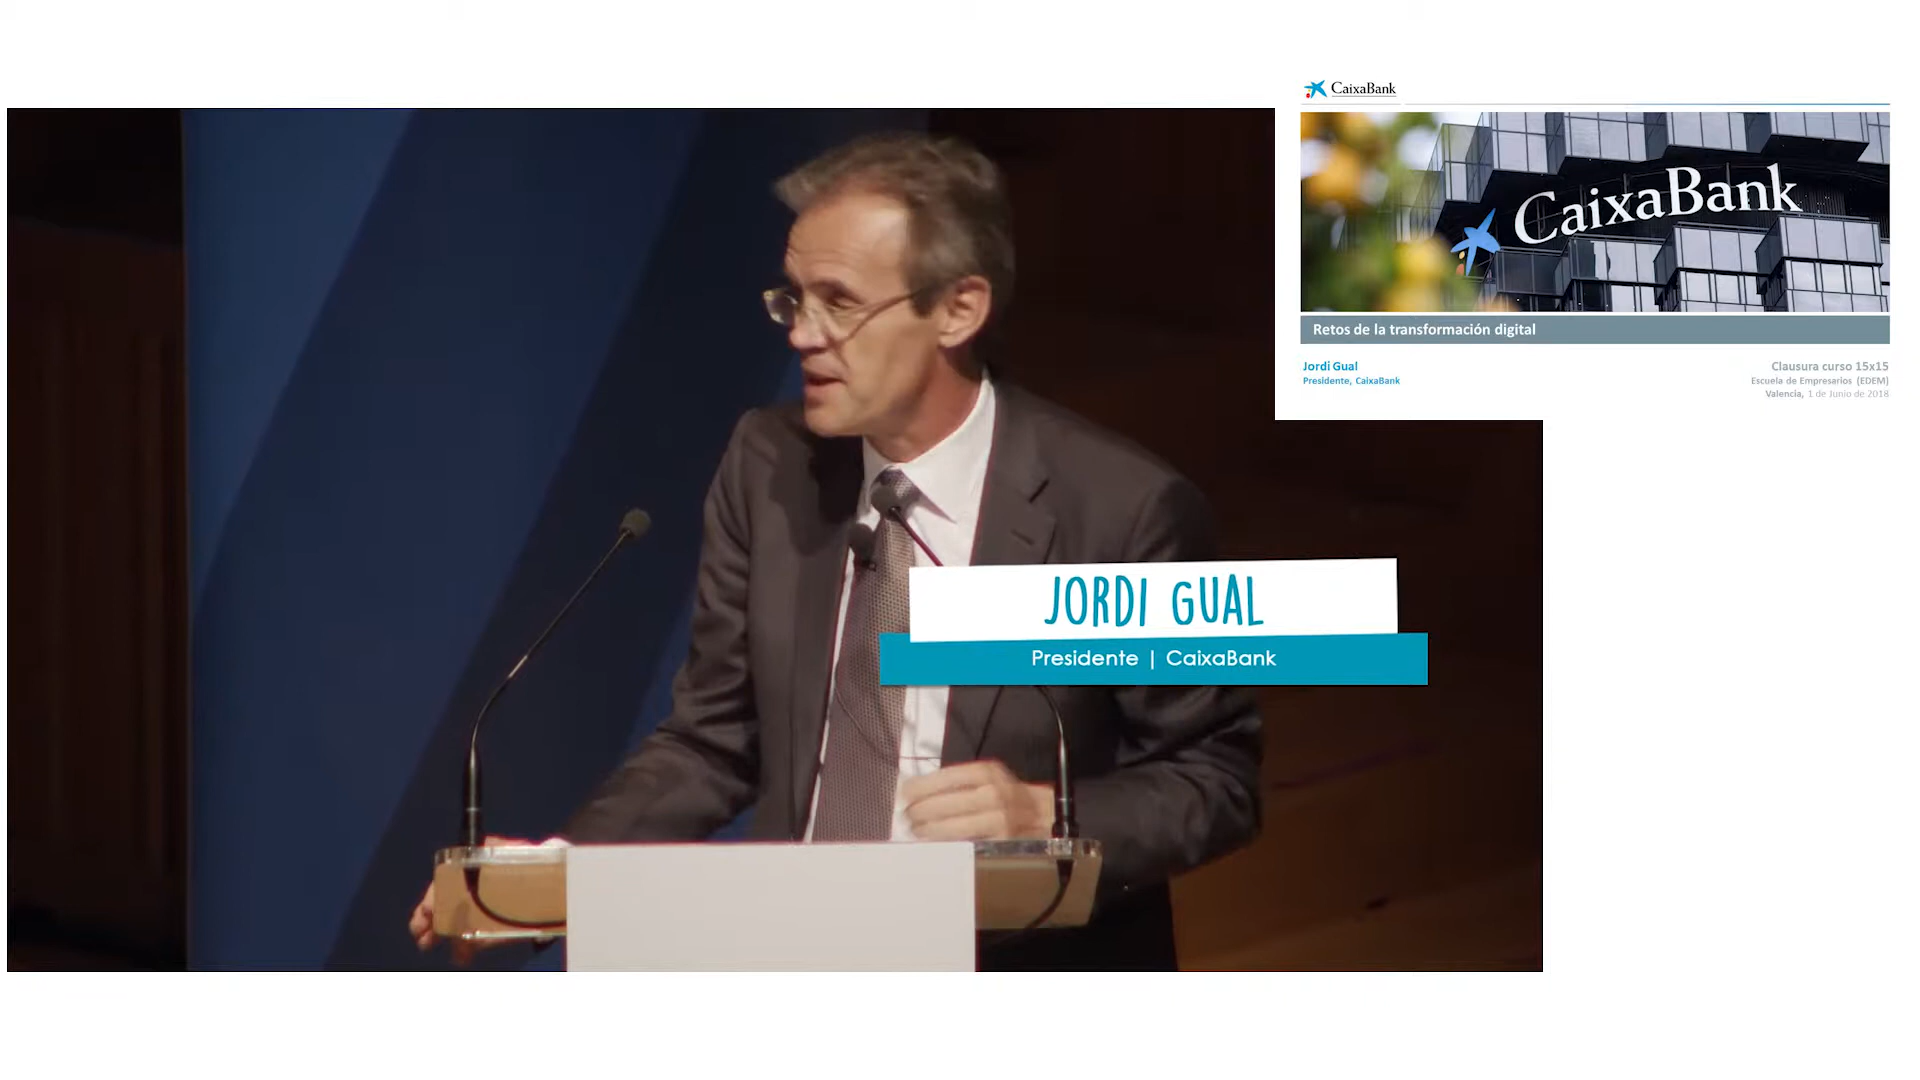 CaixaBank
CaixaBank
Retos de la transformación digital
Jordi Gual
Presidente, CaixaBank
Clausura curso 15x15
Escuela de Empresarios (EDEM)
Valencia, 1 de Junio de 2018
JORDI GUAL
Presidente | CaixaBank